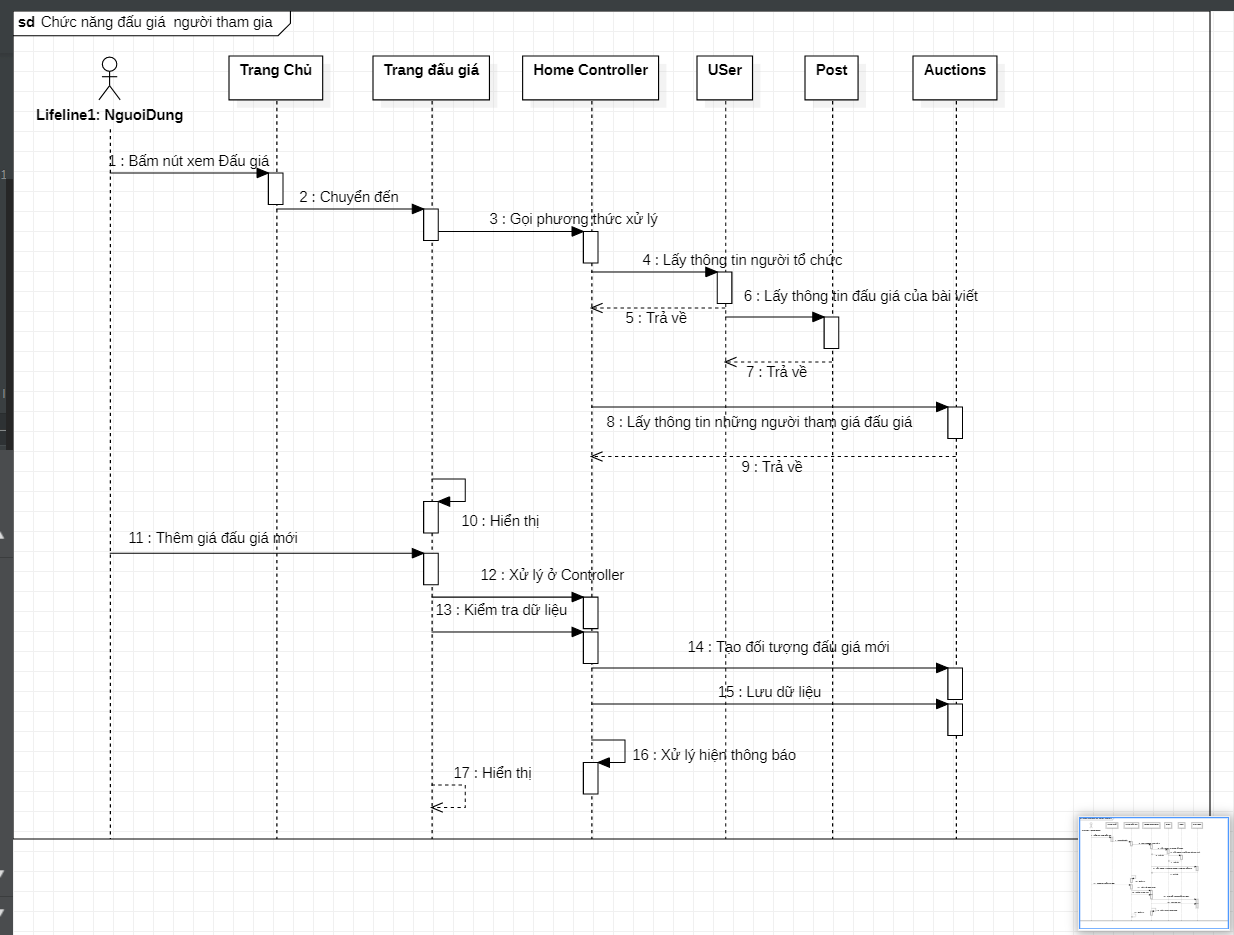 sd Chức năng đấu giá người tham gia
Trang Chủ
Trang đấu giá
Home Controller
USer
Post
Auctions
Lifeline1: NguoiDung
1 : Bấm nút xem Đấu giá
2 : Chuyển đến
3 : Gọi phương thức xử lý
4 : Lấy thông tin người tổ chức
6 : Lấy thông tin đấu giá của bài viết
5 : Trả về
7 : Trả về
8 : Lấy thông tin những người tham giá đấu giá
9 : Trả về
10 : Hiển thị
11 : Thêm giá đấu giá mới
12 : Xử lý ở Controller
13 : Kiểm tra dữ liệu
14 : Tạo đối tượng đấu giá mới
15 : Lưu dữ liệu
16 : Xử lý hiện thông báo
17 : Hiển thị